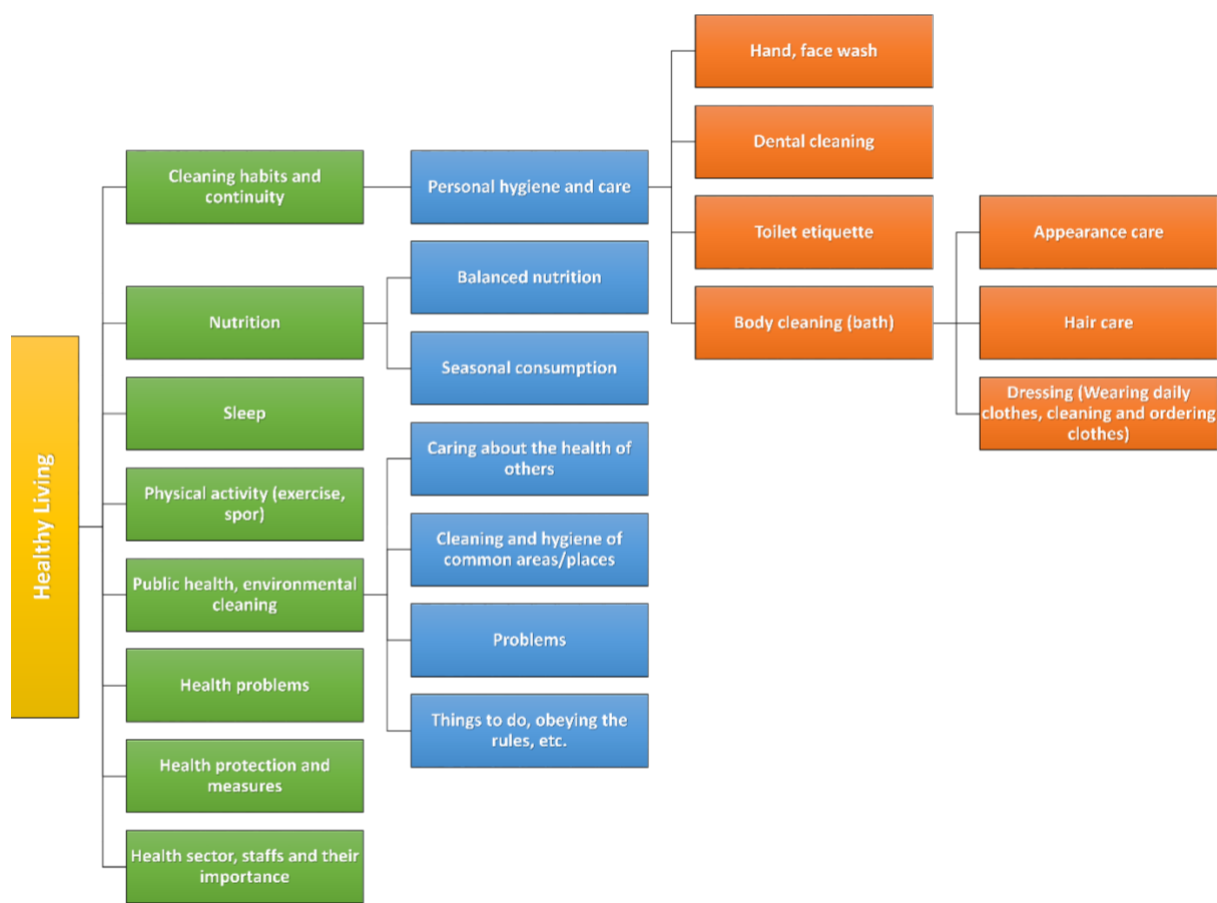 Healthy Living
Cleaning habits and
continuity
Nutrition
Sleep
Physical activity (exercise,
spor)
Public health, environmental
cleaning
Health problems
Health protection and
measures
Health sector, staffs and their
importance
Personal hygiene and care
Balanced nutrition
Seasonal consumption
Caring about the health of
others
Cleaning and hygiene of
common areas/places
Problems
Things to do, obeying the
rules, etc.
Hand, face wash
Dental cleaning
Toilet etiquette
Body cleaning (bath)
Appearance care
Hair care
Dressing (Wearing daily
clothes, cleaning and ordering
clothes)